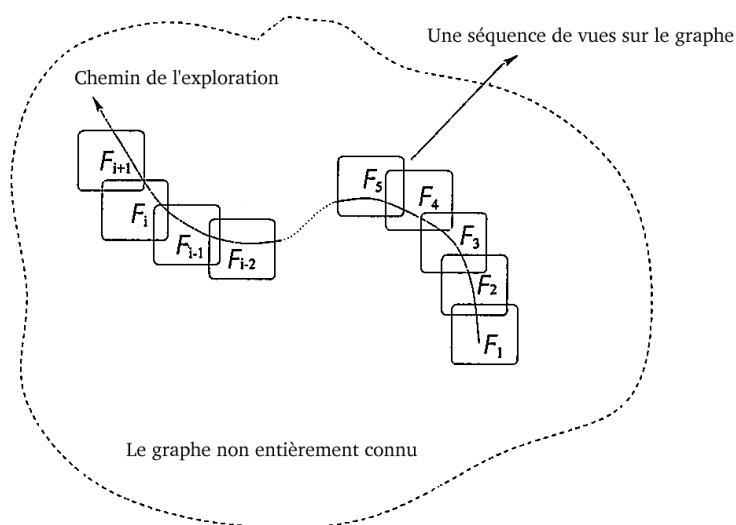 Une séquence de vues sur le graphe
Chemin de l'exploration
F_{i+1}
F_i
F_{i-1}
F_{i-2}
F_5
F_4
F_3
F_2
F_1
Le graphe non entièrement connu